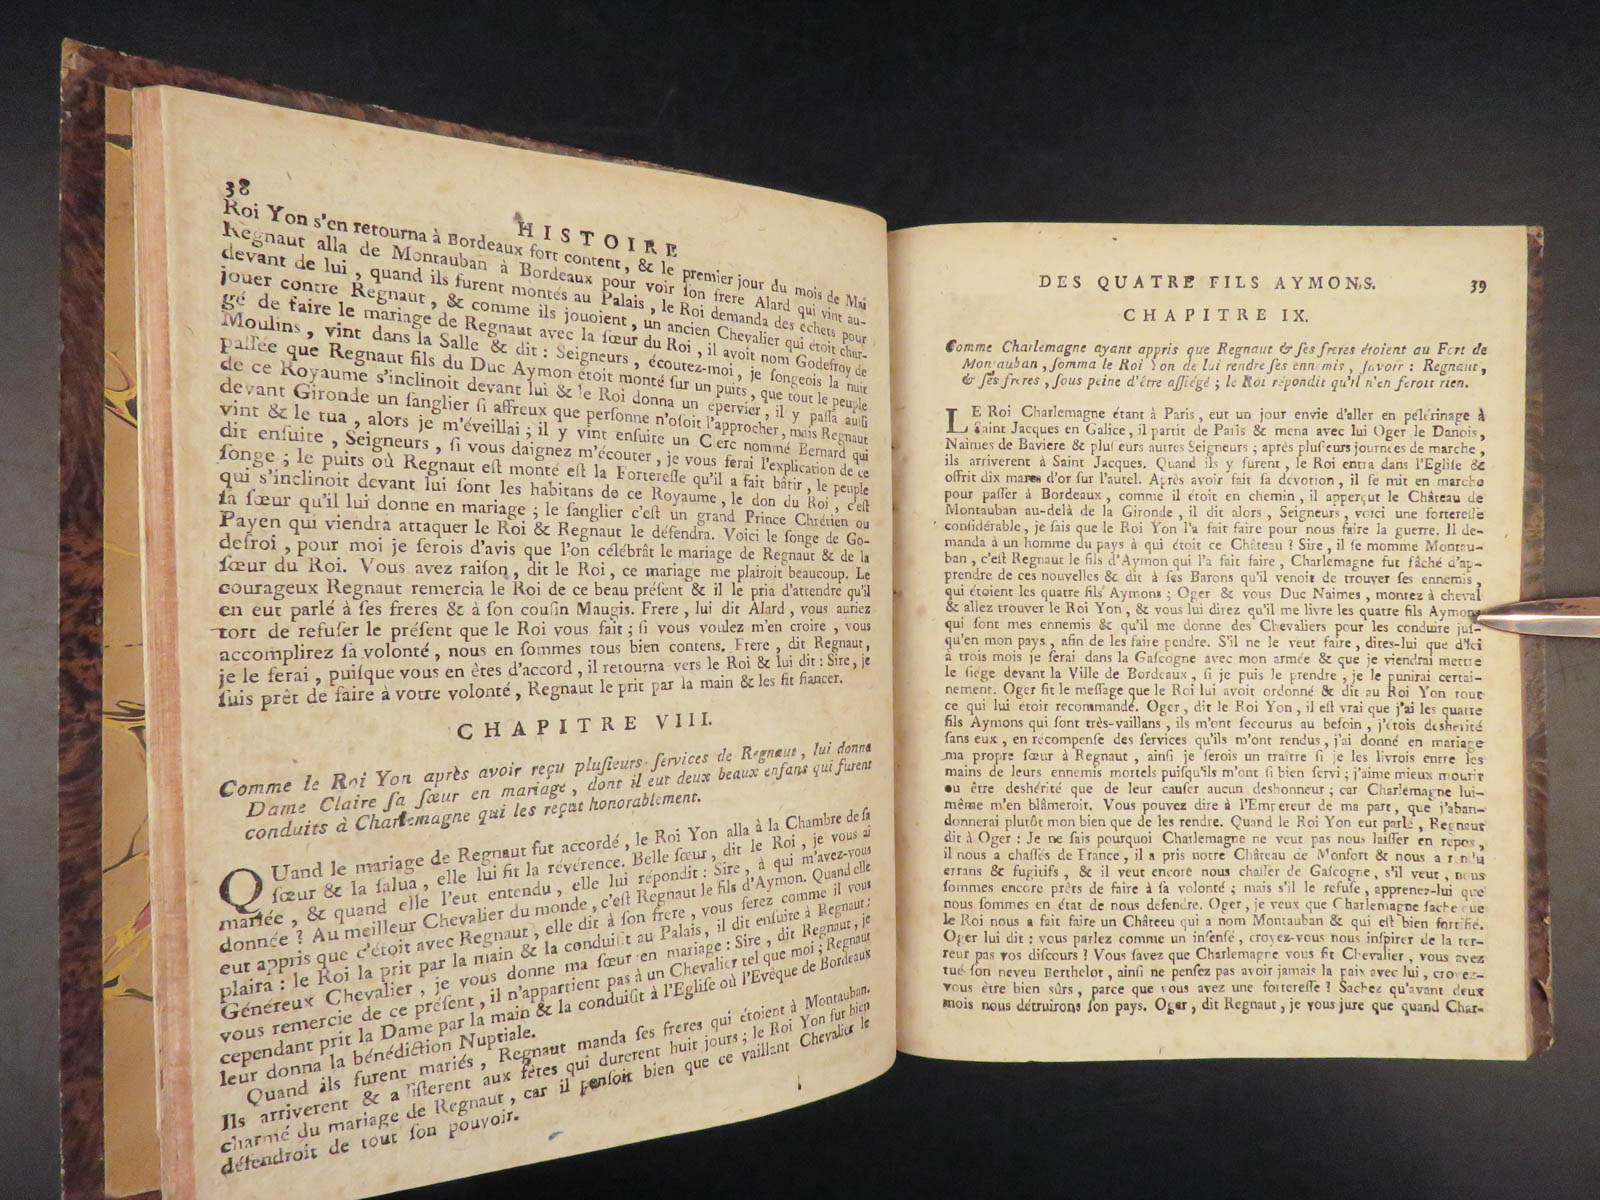 38
HISTOIRE
Roi Yon s'en retourna à Bordeaux fort content, & le premier jour du mois de Mai
Regnaut alla de Montauban à Bordeaux pour voir son frere Alard qui vint au-
devant de lui, quand ils furent montés au Palais, le Roi demanda des échets pour
jouer contre Regnaut, & comme ils jouoient, un ancien Chevalier qui étoit char-
gé de faire le mariage de Regnaut avec la sœur du Roi, il avoit nom Godefroy de
Moulins, vint dans la Salle & dit : Seigneurs, écoutez-moi, je songeois la nuit
passée que Regnaut fils du Duc Aymon étoit monté sur un puits, que tout le peuple
de ce Royaume s'inclinoit devant lui & le Roi donna un épervier, il y passa aussi
devant Gironde un sanglier si affreux que personne n'osoit l'approcher, mais Regnaut
vint & le tua, alors je m'éveillai ; il y vint ensuite un Clerc nommé Bernard qui
dit ensuite, Seigneurs, si vous daignez m'écouter, je vous ferai l'explication de ce
songe ; le puits où Regnaut est monté est la Forteresse qu'il a fait bâtir, le peuple
qui s'inclinoit devant lui sont les habitans de ce Royaume, le don du Roi, c'est
sa sœur qu'il lui donne en mariage ; le sanglier c'est un grand Prince Chrétien ou
Payen qui viendra attaquer le Roi & Regnaut le défendra. Voici le songe de Go-
defroi, pour moi je serois d'avis que l'on célébrât le mariage de Regnaut & de la
sœur du Roi. Vous avez raison, dit le Roi, ce mariage me plairoit beaucoup. Le
courageux Regnaut remercia le Roi de ce beau présent & il le pria d'attendre qu'il
en eut parlé à ses freres & à son cousin Maugis. Frere, lui dit Alard, vous auriez
tort de refuser le présent que le Roi vous fait ; si vous voulez m'en croire, vous
accomplirez sa volonté, nous en sommes tous bien contens. Frere, dit Regnaut,
je le ferai, puisque vous en êtes d'accord, il retourna vers le Roi & lui dit : Sire, je
suis prêt de faire à votre volonté, Regnaut le prit par la main & les fit fiancer.
CHAPITRE VIII.
Comme le Roi Yon après avoir reçu plusieurs services de Regnaut, lui donna
Dame Claire sa sœur en mariage, dont il eut deux beaux enfans qui furent
conduits à Charlemagne qui les reçut honorablement.
QUand le mariage de Regnaut fut accordé, le Roi Yon alla à la Chambre de sa
sœur & la salua, elle lui fit la révérence. Belle sœur, dit le Roi, je vous ai
mariée, & quand elle l'eut entendu, elle lui répondit : Sire, à qui m'avez-vous
donnée ? Au meilleur Chevalier du monde, c'est Regnaut le fils d'Aymon. Quand elle
eut appris que c'étoit avec Regnaut, elle dit à son frere, vous serez comme il vous
plaira : le Roi la prit par la main & la conduisit au Palais, il dit ensuite à Regnaut :
Généreux Chevalier, je vous donne ma sœur en mariage : Sire, dit Regnaut, je
vous remercie de ce présent, il n'appartient pas à un Chevalier tel que moi ; Regnaut
cependant prit la Dame par la main & la conduisit à l'Eglise où l'Evêque de Bordeaux
leur donna la bénédiction Nuptiale.
Quand ils furent mariés, Regnaut manda ses freres qui étoient à Montauban.
Ils arriverent & assisterent aux fêtes qui durerent huit jours ; le Roi Yon fut bien
charmé du mariage de Regnaut, car il pensoit bien que ce vaillant Chevalier le
défendroit de tout son pouvoir.
DES QUATRE FILS AYMONS. 39
CHAPITRE IX.
Comme Charlemagne ayant appris que Regnaut & ses freres étoient au Fort de
Montauban, somma le Roi Yon de lui rendre ses ennemis, savoir : Regnaut,
& ses freres, sous peine d'être assiégé ; le Roi répondit qu'il n'en feroit rien.
LE Roi Charlemagne étant à Paris, eut un jour envie d'aller en pélérinage à
Saint Jacques en Galice, il partit de Paris & mena avec lui Oger le Danois,
Naimes de Baviere & plusieurs autres Seigneurs ; après plusieurs journées de marche,
ils arriverent à Saint Jacques. Quand ils y furent, le Roi entra dans l'Eglise &
offrit dix mares d'or sur l'autel. Après avoir fait sa dévotion, il se mit en marche
pour passer à Bordeaux, comme il étoit en chemin, il apperçut le Château de
Montauban au-delà de la Gironde, il dit alors, Seigneurs, voici une forteresse
considérable, je sais que le Roi Yon l'a fait faire pour nous faire la guerre. Il de-
manda à un homme du pays à qui étoit ce Château ? Sire, il se momme Montau-
ban, c'est Regnaut le fils d'Aymon qui l'a fait faire, Charlemagne fut fâché d'ap-
prendre de ces nouvelles & dit à ses Barons qu'il venoit de trouver ses ennemis,
qui étoient les quatre fils Aymons ; Oger & vous Duc Naimes, montez à cheval
& allez trouver le Roi Yon, & vous lui direz qu'il me livre les quatre fils Aymons
qui sont mes ennemis & qu'il me donne des Chevaliers pour les conduire jus-
qu'en mon pays, afin de les faire pendre. S'il ne le veut faire, dites-lui que d'ici
à trois mois je serai dans la Gascogne avec mon armée & que je viendrai mettre
le siége devant la Ville de Bordeaux, si je puis le prendre, je le punirai certai-
nement. Oger fit le message que le Roi lui avoit ordonné & dit au Roi Yon tout
ce qui lui étoit recommandé. Oger, dit le Roi Yon, il est vrai que j'ai les quatre
fils Aymons qui sont très-vaillans, ils m'ont secourus au besoin, j'étois deshérité
sans eux, en récompense des services qu'ils m'ont rendus, j'ai donné en mariage
ma propre sœur à Regnaut, ainsi je serois un traître si je les livrois entre les
mains de leurs ennemis mortels puisqu'ils m'ont si bien servi ; j'aime mieux mourir
ou être deshérité que de leur causer aucun deshonneur ; car Charlemagne lui-
même m'en blâmeroit. Vous pouvez dire à l'Empereur de ma part, que j'aban-
donnerai plutôt mon bien que de les rendre. Quand le Roi Yon eut parlé, Regnaut
dit à Oger : Je ne sais pourquoi Charlemagne ne veut pas nous laisser en repos,
il nous a chassés de France, il a pris notre Château de Monfort & nous a rendu
errans & fugitifs, & il veut encore nous chasser de Gascogne, s'il veut, nous
sommes encore prêts de faire à sa volonté ; mais s'il le refuse, apprenez-lui que
nous sommes en état de nous défendre. Oger, je veux que Charlemagne sache que
le Roi nous a fait faire un Châteeu qui a nom Montauban & qui est bien fortifié.
Oger lui dit : vous parlez comme un insensé, croyez-vous nous inspirer de la ter-
reur pas vos discours ? Vous savez que Charlemagne vous fit Chevalier, vous avez
tué son neveu Berthelot, ainsi ne pensez pas avoir jamais la paix avec lui, croyez-
vous être bien sûrs, parce que vous avez une forteresse ? Sachez qu'avant deux
mois nous détruirons son pays. Oger, dit Regnaut, je vous jure que quand Char-